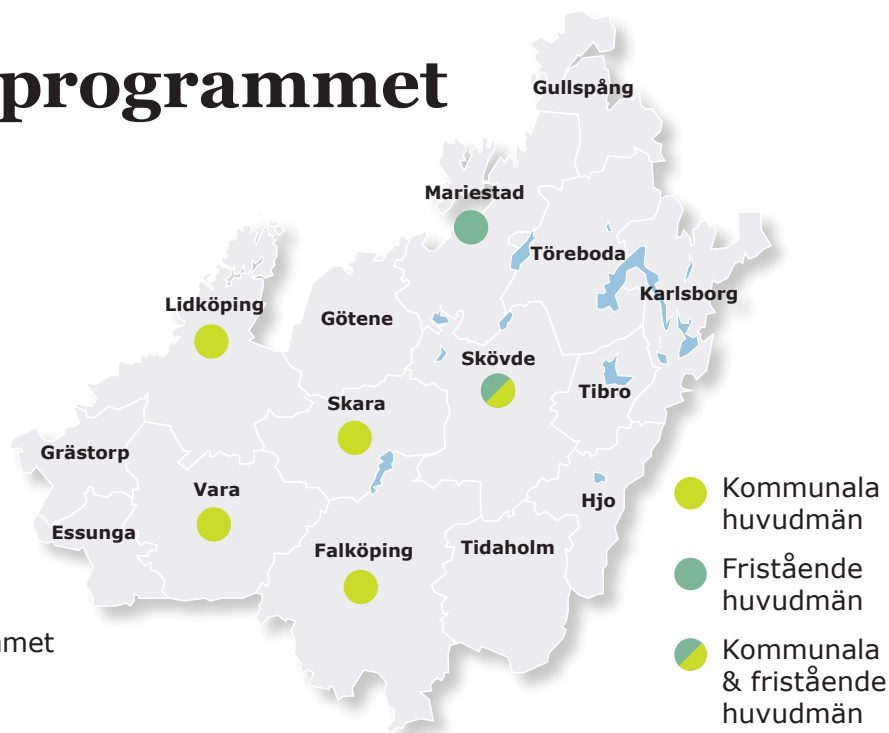 programmet
Gullspång
Mariestad
Töreboda
Karlsborg
Lidköping
Götene
Skövde
Tibro
Skara
Grästorp
Vara
Hjo
Essunga
Falköping
Tidaholm
mmet
Kommunala
huvudmän
Fristående
huvudmän
Kommunala
& fristående
huvudmän